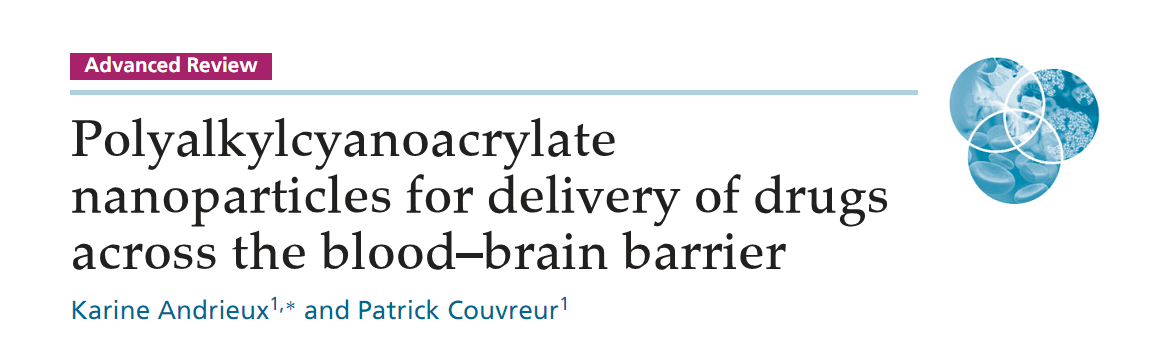 Advanced Review
Polyalkylcyanoacrylate
nanoparticles for delivery of drugs
across the blood–brain barrier
Karine Andrieux¹,* and Patrick Couvreur¹